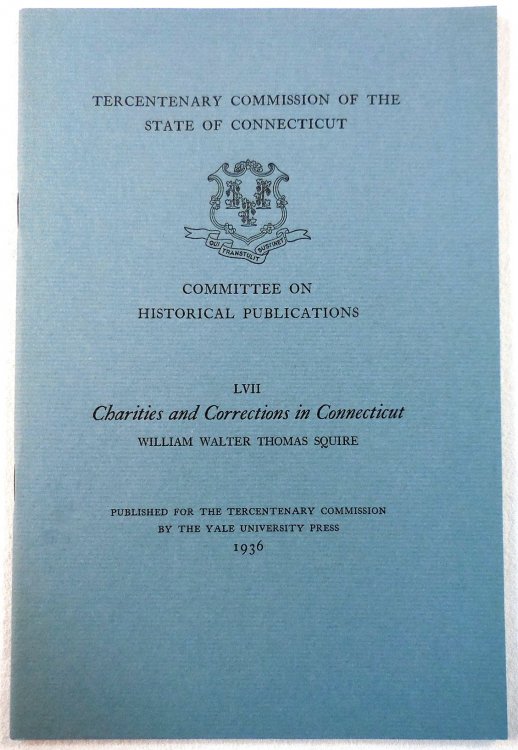 TERCENTENARY COMMISSION OF THE
STATE OF CONNECTICUT
QUI TRANSTULIT SUSTINET
COMMITTEE ON
HISTORICAL PUBLICATIONS
LVII
Charities and Corrections in Connecticut
WILLIAM WALTER THOMAS SQUIRE
PUBLISHED FOR THE TERCENTENARY COMMISSION
BY THE YALE UNIVERSITY PRESS
1936